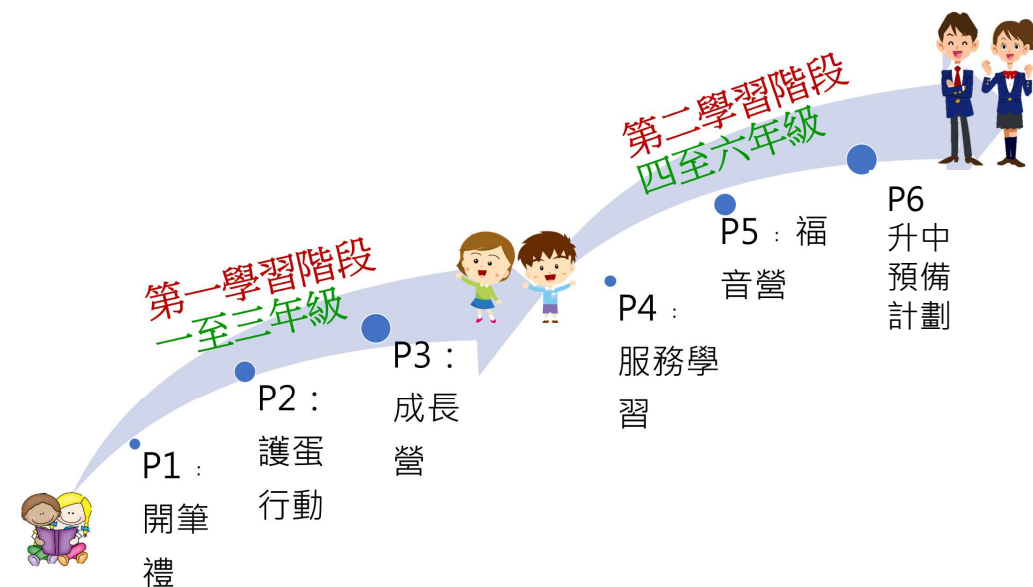 第一學習階段
一至三年級
P1：
開筆
禮
P2：
護蛋
行動
P3：
成長
營
第二學習階段
四至六年級
P4：
服務學
習
P5：福
音營
P6
升中
預備
計劃